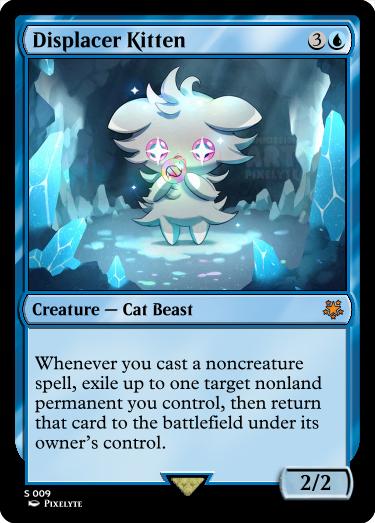 Displacer Kitten 3
Creature — Cat Beast
Whenever you cast a noncreature
spell, exile up to one target nonland
permanent you control, then return
that card to the battlefield under its
owner's control.
2/2
S 009
Pixelyte